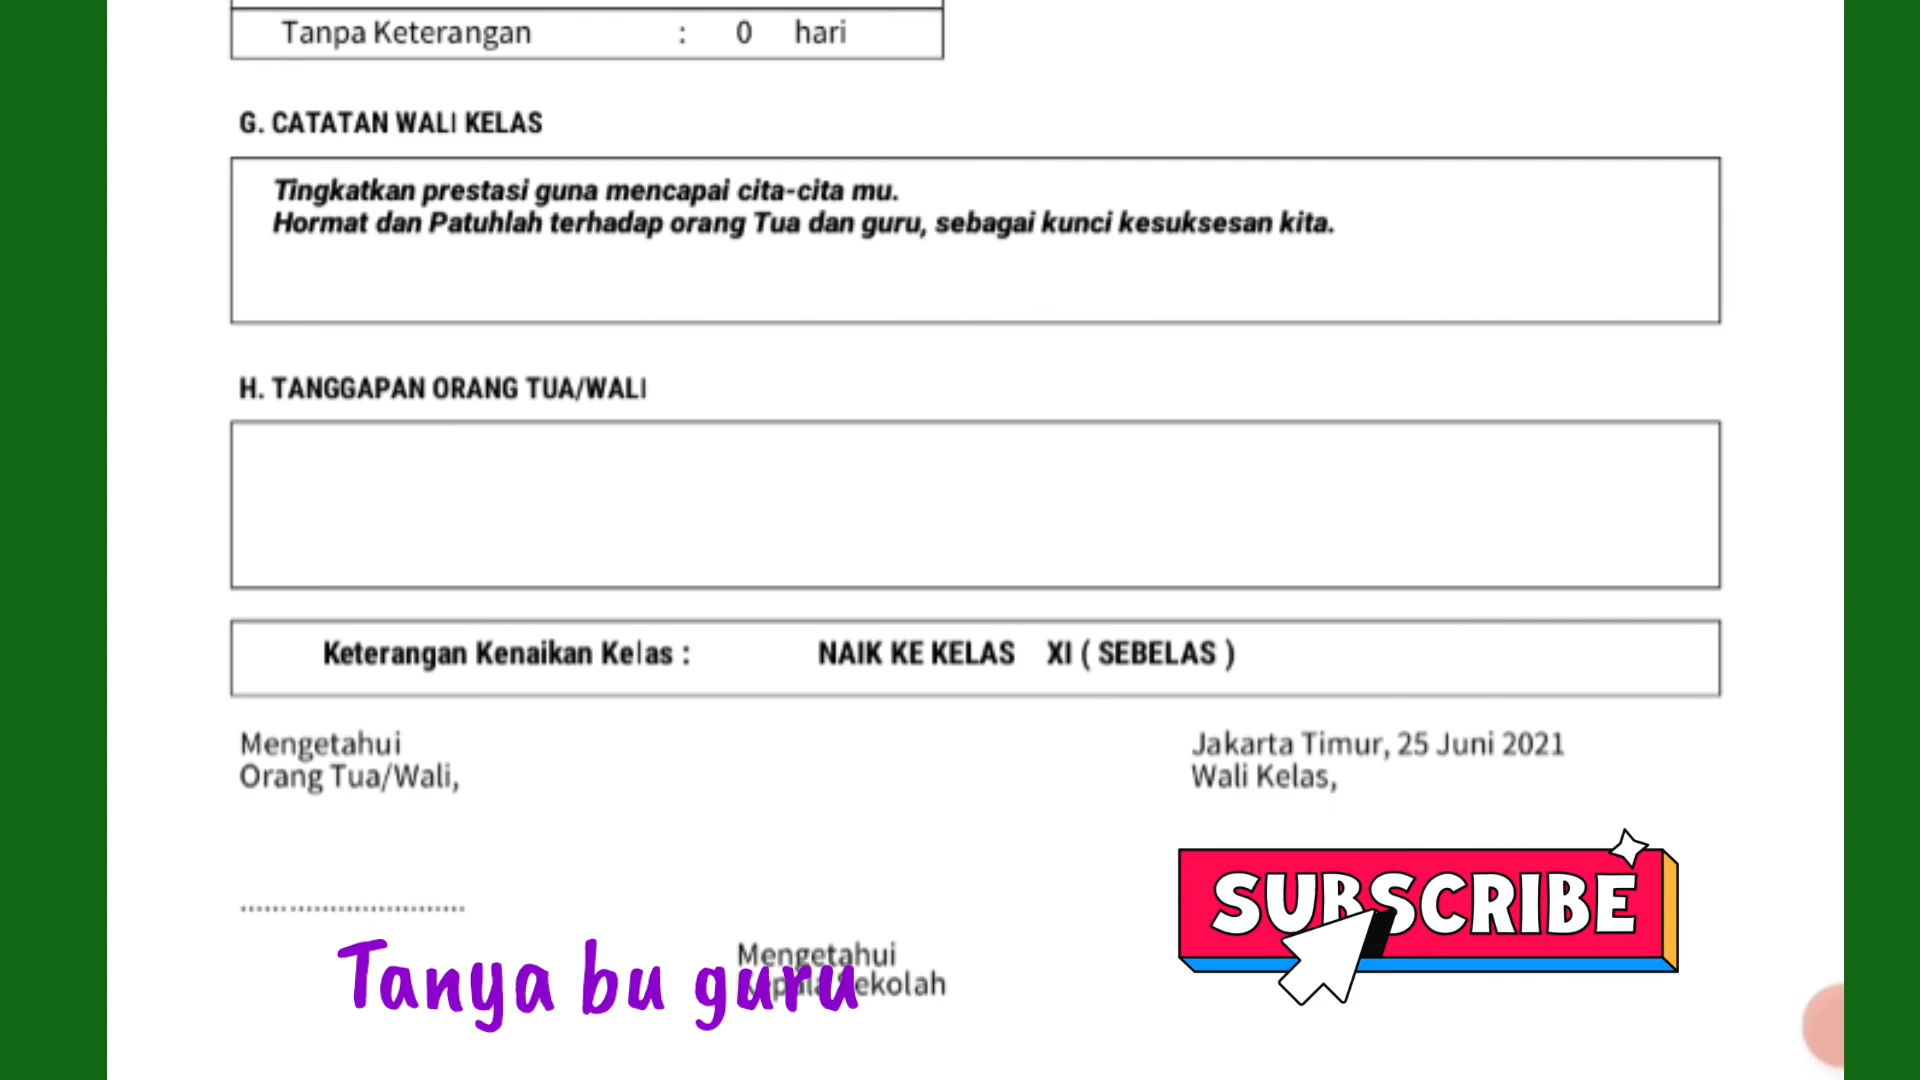 Tanpa Keterangan : 0 hari
G. CATATAN WALI KELAS
Tingkatkan prestasi guna mencapai cita-cita mu.
Hormat dan Patuhlah terhadap orang Tua dan guru, sebagai kunci kesuksesan kita.
H. TANGGAPAN ORANG TUA/WALI
Keterangan Kenaikan Kelas : NAIK KE KELAS XI ( SEBELAS )
Mengetahui Jakarta Timur, 25 Juni 2021
Orang Tua/Wali, Wali Kelas,
............................
SUBSCRIBE
Mengetahui
Kepala Sekolah
Tanya bu guru